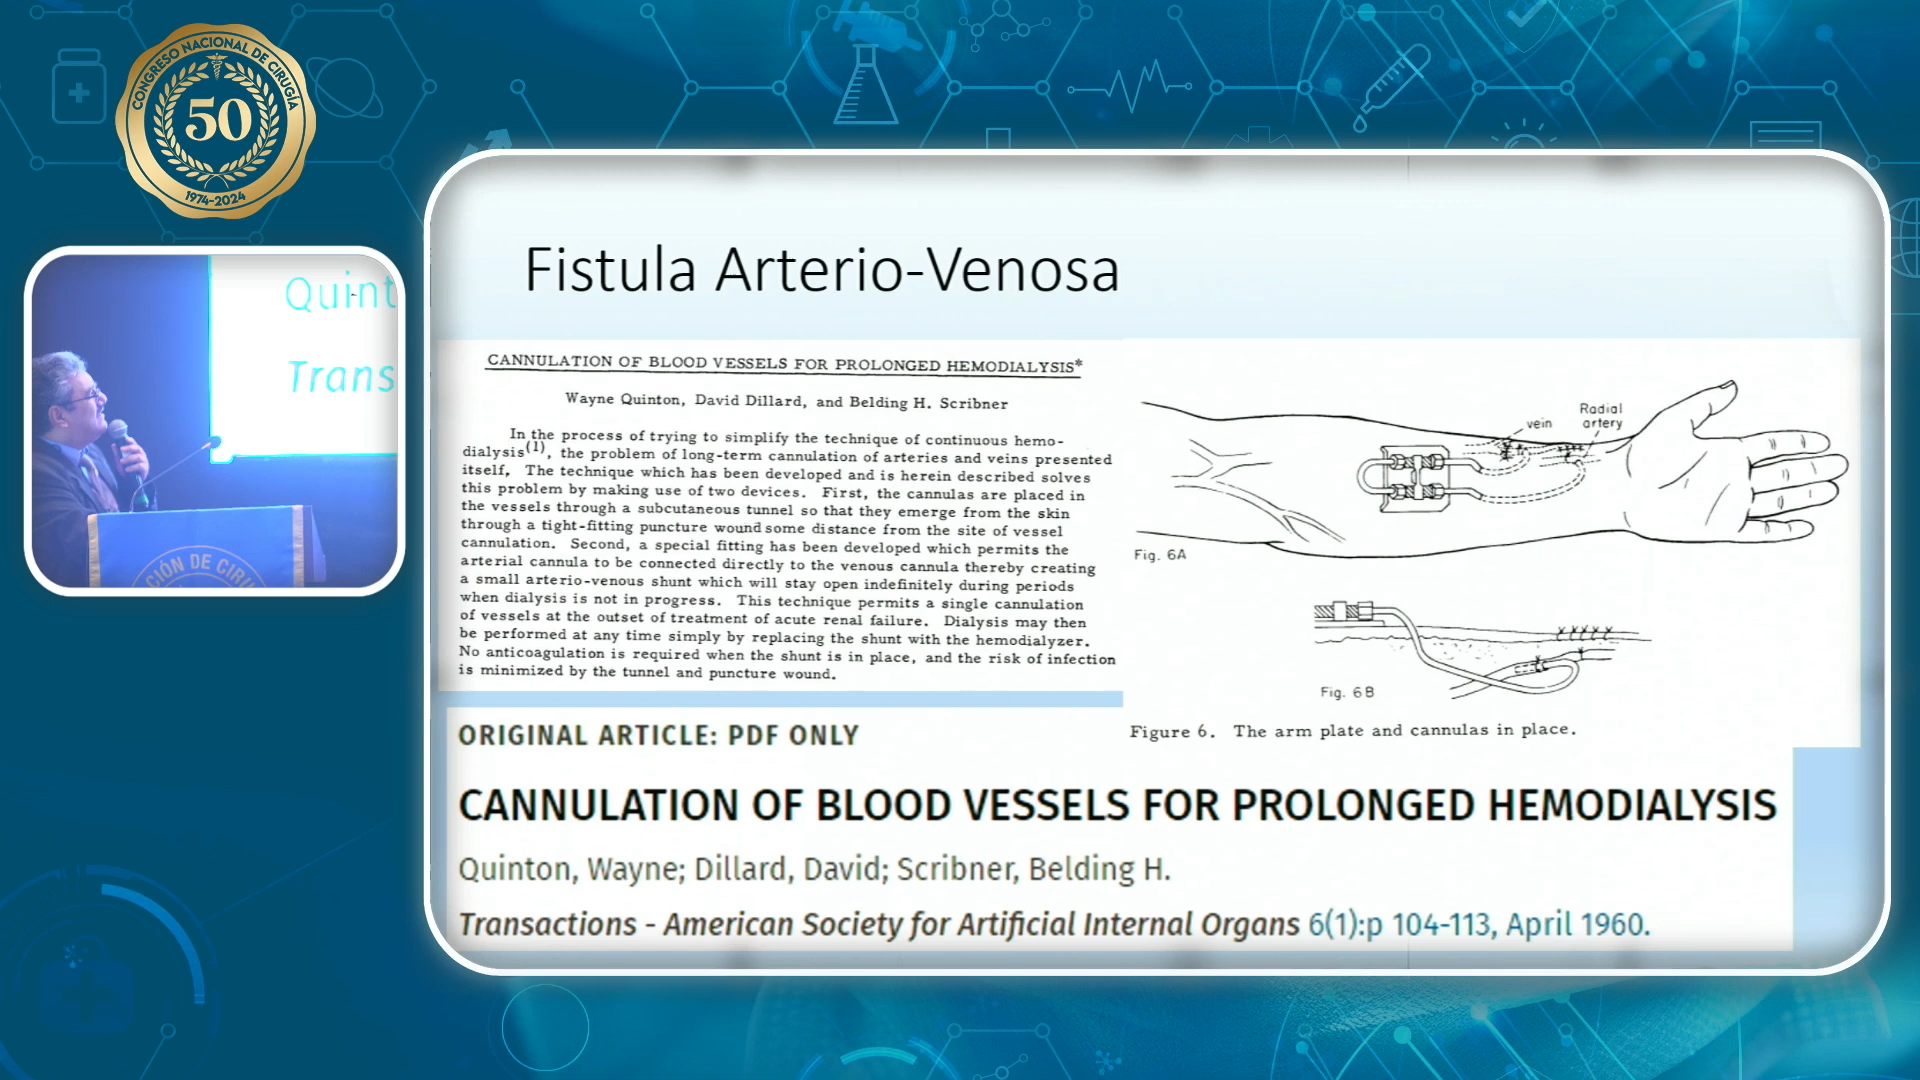 CONGRESO NACIONAL DE CIRUGÍA
50
1974-2024
Quint
Trans
CIÓN DE CIRU
Fistula Arterio-Venosa
CANNULATION OF BLOOD VESSELS FOR PROLONGED HEMODIALYSIS*
Wayne Quinton, David Dillard, and Belding H. Scribner
In the process of trying to simplify the technique of continuous hemo-
dialysis(1), the problem of long-term cannulation of arteries and veins presented
itself, The technique which has been developed and is herein described solves
this problem by making use of two devices. First, the cannulas are placed in
the vessels through a subcutaneous tunnel so that they emerge from the skin
through a tight-fitting puncture wound some distance from the site of vessel
cannulation. Second, a special fitting has been developed which permits the
arterial cannula to be connected directly to the venous cannula thereby creating
a small arterio-venous shunt which will stay open indefinitely during periods
when dialysis is not in progress. This technique permits a single cannulation
of vessels at the outset of treatment of acute renal failure. Dialysis may then
be performed at any time simply by replacing the shunt with the hemodialyzer.
No anticoagulation is required when the shunt is in place, and the risk of infection
is minimized by the tunnel and puncture wound.
vein
Radial
artery
Fig. 6A
Fig. 6B
Figure 6. The arm plate and cannulas in place.
ORIGINAL ARTICLE: PDF ONLY
CANNULATION OF BLOOD VESSELS FOR PROLONGED HEMODIALYSIS
Quinton, Wayne; Dillard, David; Scribner, Belding H.
Transactions - American Society for Artificial Internal Organs 6(1):p 104-113, April 1960.